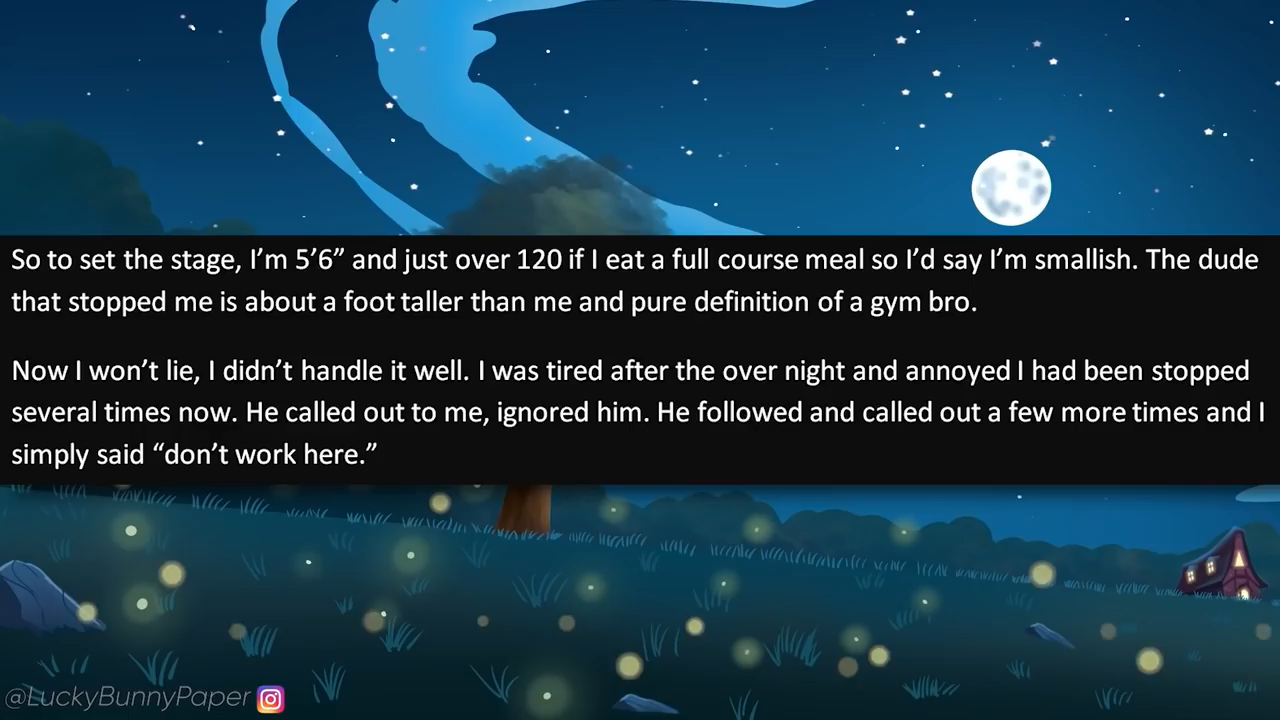 So to set the stage, I’m 5’6” and just over 120 if I eat a full course meal so I’d say I’m smallish. The dude
that stopped me is about a foot taller than me and pure definition of a gym bro.
Now I won’t lie, I didn’t handle it well. I was tired after the over night and annoyed I had been stopped
several times now. He called out to me, ignored him. He followed and called out a few more times and I
simply said “don’t work here.”
@LuckyBunnyPaper